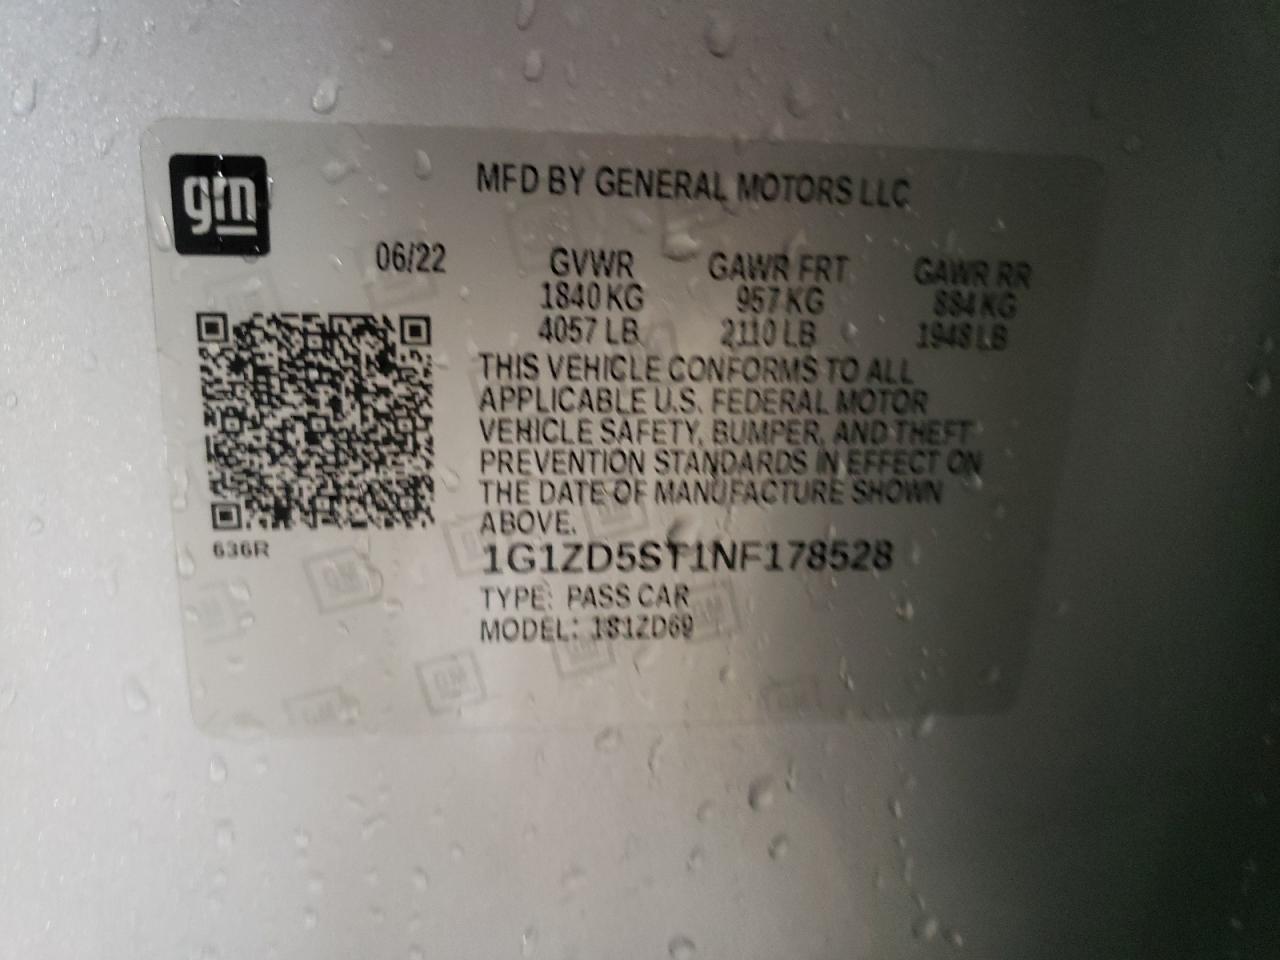 gm
MFD BY GENERAL MOTORS LLC
06/22
GVWR GAWR FRT GAWR RR
1840 KG 957 KG 884 KG
4057 LB 2110 LB 1948 LB
THIS VEHICLE CONFORMS TO ALL
APPLICABLE U.S. FEDERAL MOTOR
VEHICLE SAFETY, BUMPER, AND THEFT
PREVENTION STANDARDS IN EFFECT ON
THE DATE OF MANUFACTURE SHOWN
ABOVE.
636R
1G1ZD5ST1NF178528
TYPE: PASS CAR
MODEL: 181ZD69